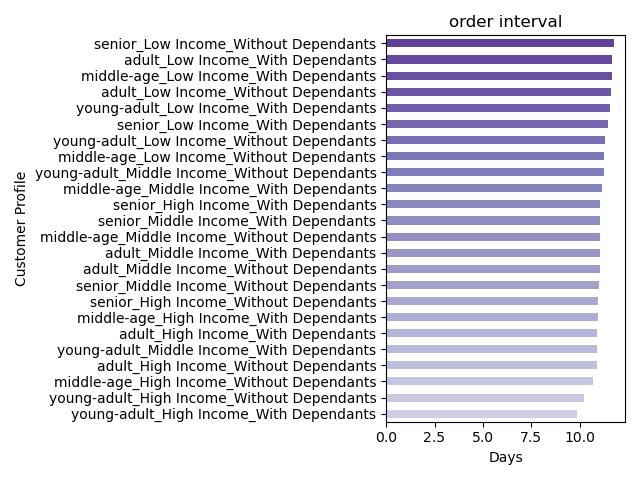 order interval
senior_Low Income_Without Dependants
adult_Low Income_With Dependants
middle-age_Low Income_With Dependants
adult_Low Income_Without Dependants
young-adult_Low Income_With Dependants
senior_Low Income_With Dependants
young-adult_Low Income_Without Dependants
middle-age_Low Income_Without Dependants
young-adult_Middle Income_Without Dependants
middle-age_Middle Income_With Dependants
senior_High Income_With Dependants
senior_Middle Income_With Dependants
middle-age_Middle Income_Without Dependants
adult_Middle Income_With Dependants
adult_Middle Income_Without Dependants
senior_Middle Income_Without Dependants
senior_High Income_Without Dependants
middle-age_High Income_With Dependants
adult_High Income_With Dependants
young-adult_Middle Income_With Dependants
adult_High Income_Without Dependants
middle-age_High Income_Without Dependants
young-adult_High Income_Without Dependants
young-adult_High Income_With Dependants
Customer Profile
0.0 2.5 5.0 7.5 10.0
Days